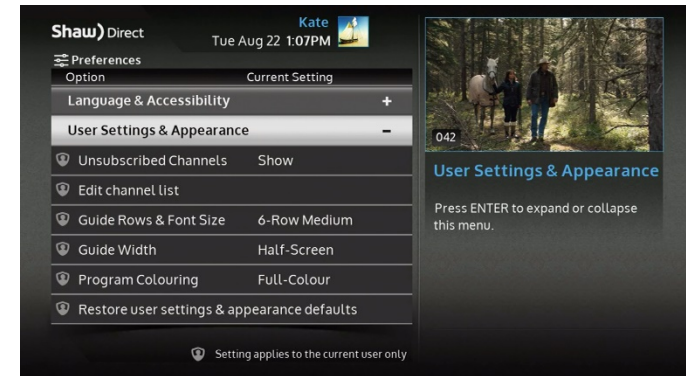 Shaw) Direct
Kate
Tue Aug 22 1:07PM
Preferences
Option Current Setting
Language & Accessibility +
User Settings & Appearance –
Unsubscribed Channels Show
Edit channel list
Guide Rows & Font Size 6-Row Medium
Guide Width Half-Screen
Program Colouring Full-Colour
Restore user settings & appearance defaults
Setting applies to the current user only
042
User Settings & Appearance
Press ENTER to expand or collapse
this menu.